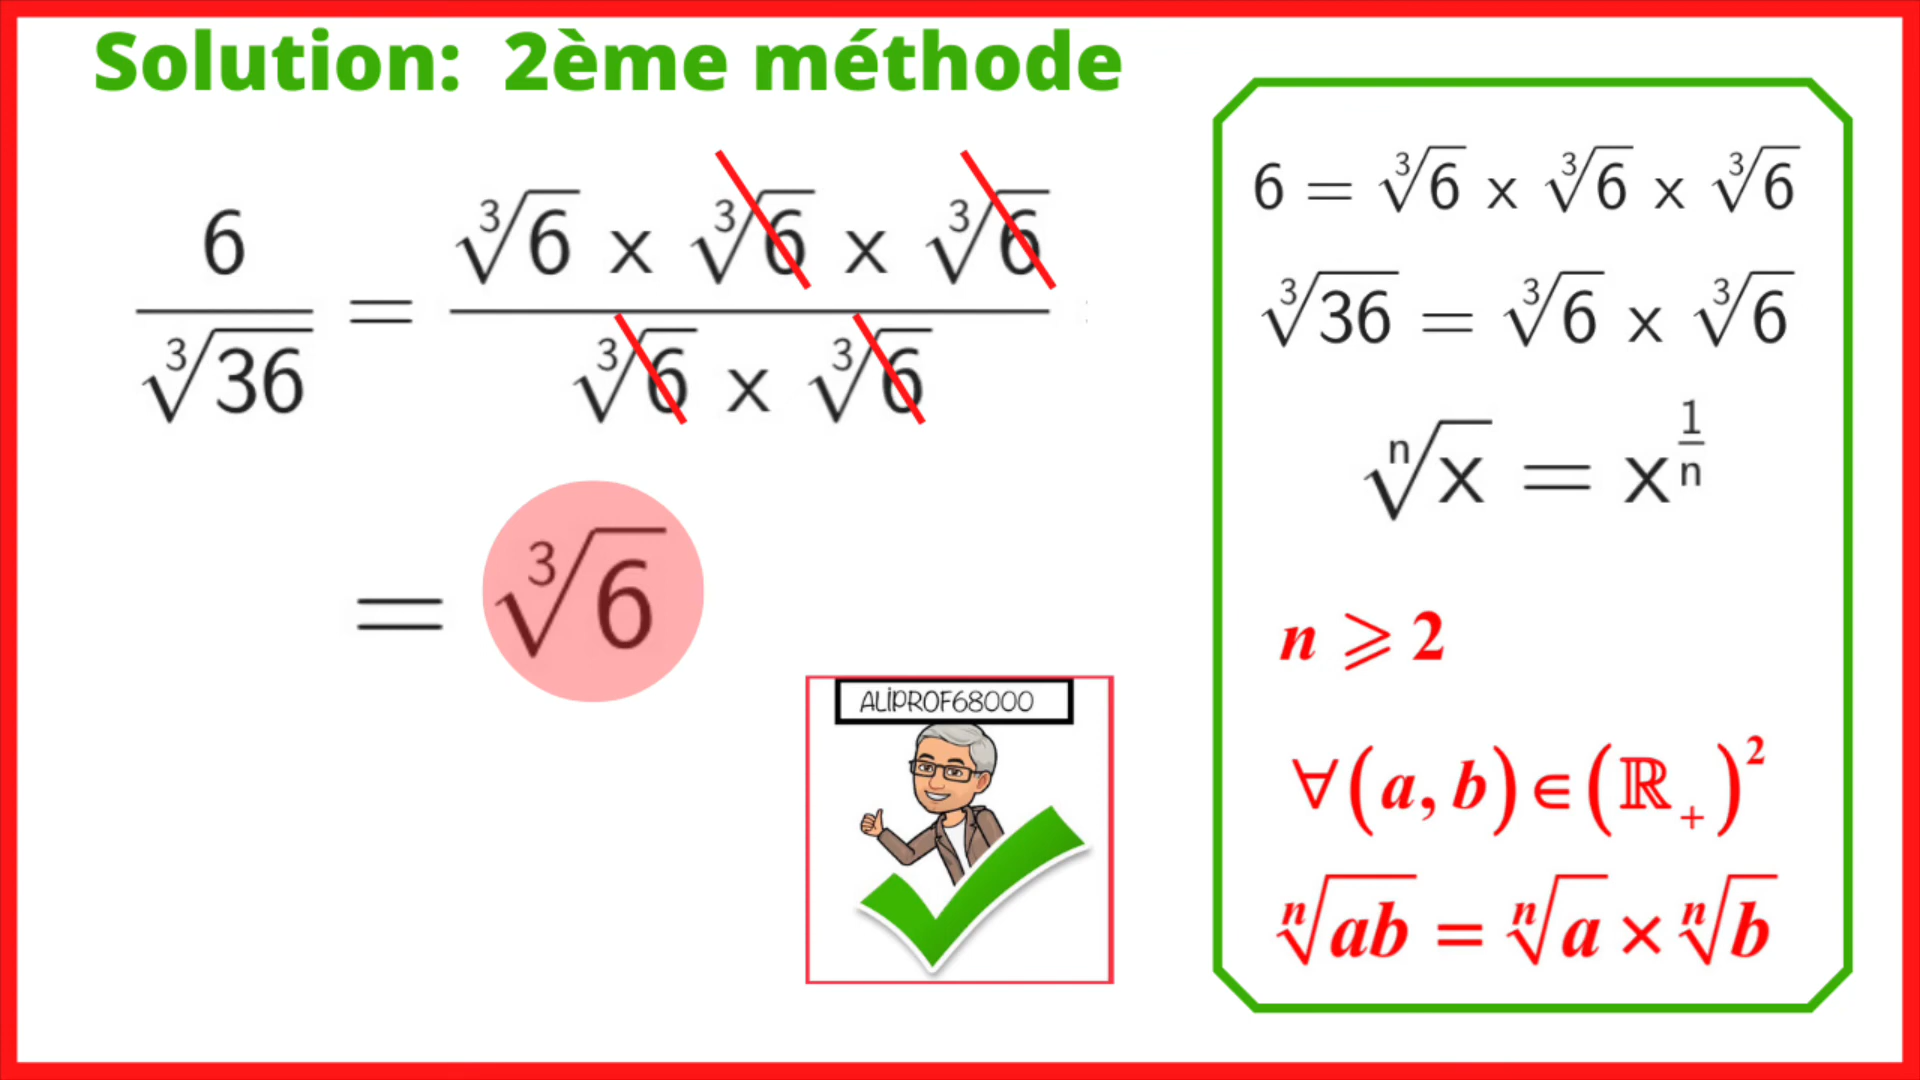 Solution: 2ème méthode
6/∛36 = (∛6 x ∛6 x ∛6)/(∛6 x ∛6)
= ∛6
ALIPROF68000
6 = ∛6 x ∛6 x ∛6
∛36 = ∛6 x ∛6
ⁿ√x = x^(1/n)
n ⩾ 2
∀(a, b) ∈ (ℝ₊)²
ⁿ√ab = ⁿ√a × ⁿ√b